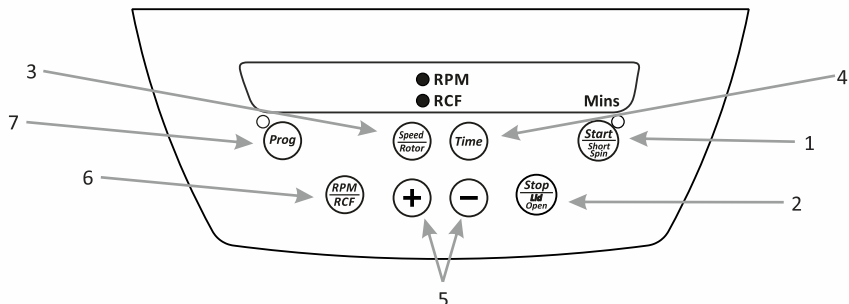 3
RPM
4
RCF
Mins
7
Prog
Speed
Rotor
Time
Start
Short
Spin
1
6
RPM
RCF
+
−
Stop
Lid
Open
2
5